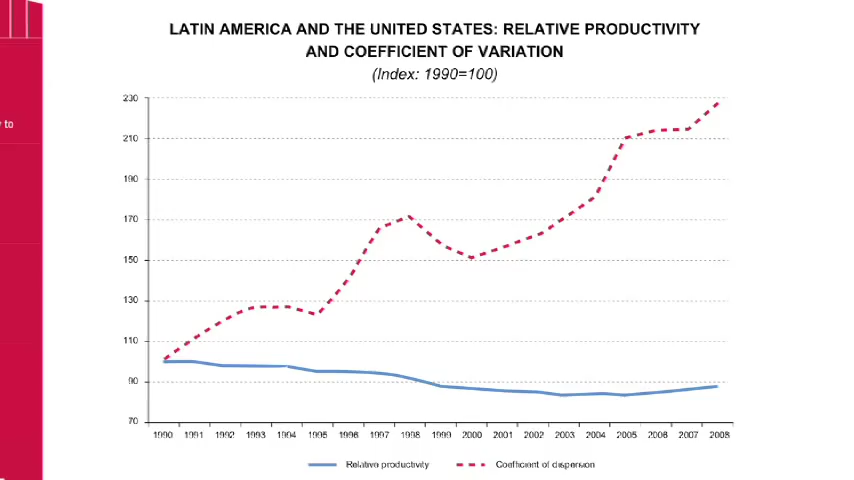 LATIN AMERICA AND THE UNITED STATES: RELATIVE PRODUCTIVITY
AND COEFFICIENT OF VARIATION
(Index: 1990=100)
230
210
y to
190
170
150
130
110
90
70
1990 1991 1992 1993 1994 1995 1996 1997 1998 1999 2000 2001 2002 2003 2004 2005 2006 2007 2008
Relative productivity Coefficient of dispersion